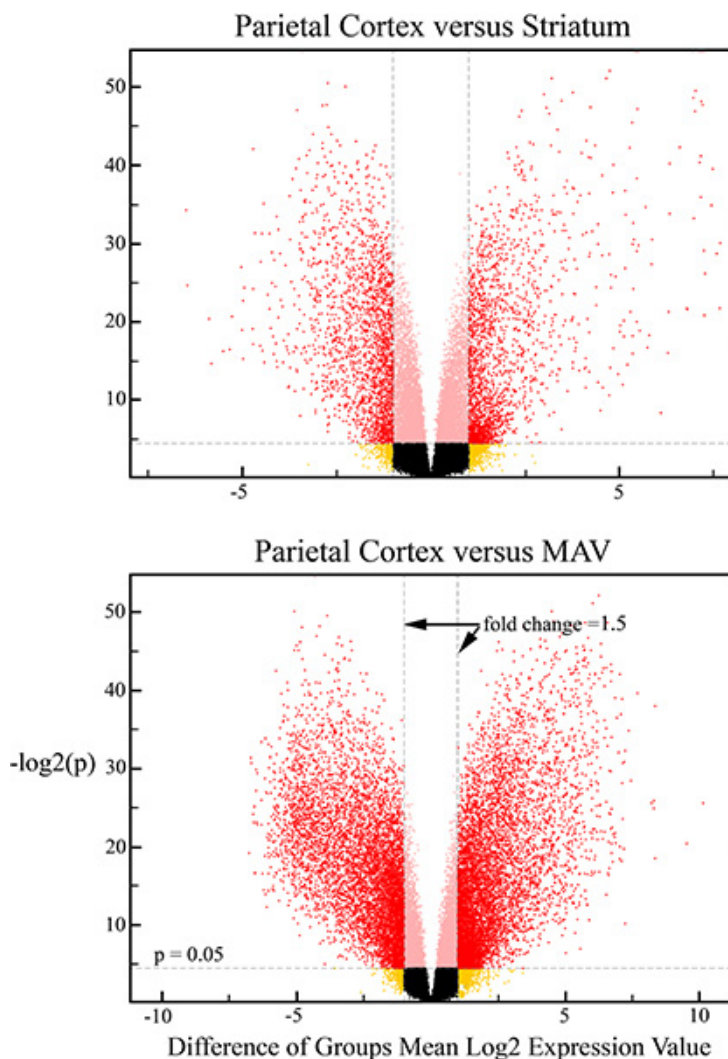 Parietal Cortex versus Striatum
50
40
30
20
10
-5 5
Parietal Cortex versus MAV
50
fold change =1.5
40
-log2(p)
30
20
10
p = 0.05
-10 -5 0 5 10
Difference of Groups Mean Log2 Expression Value